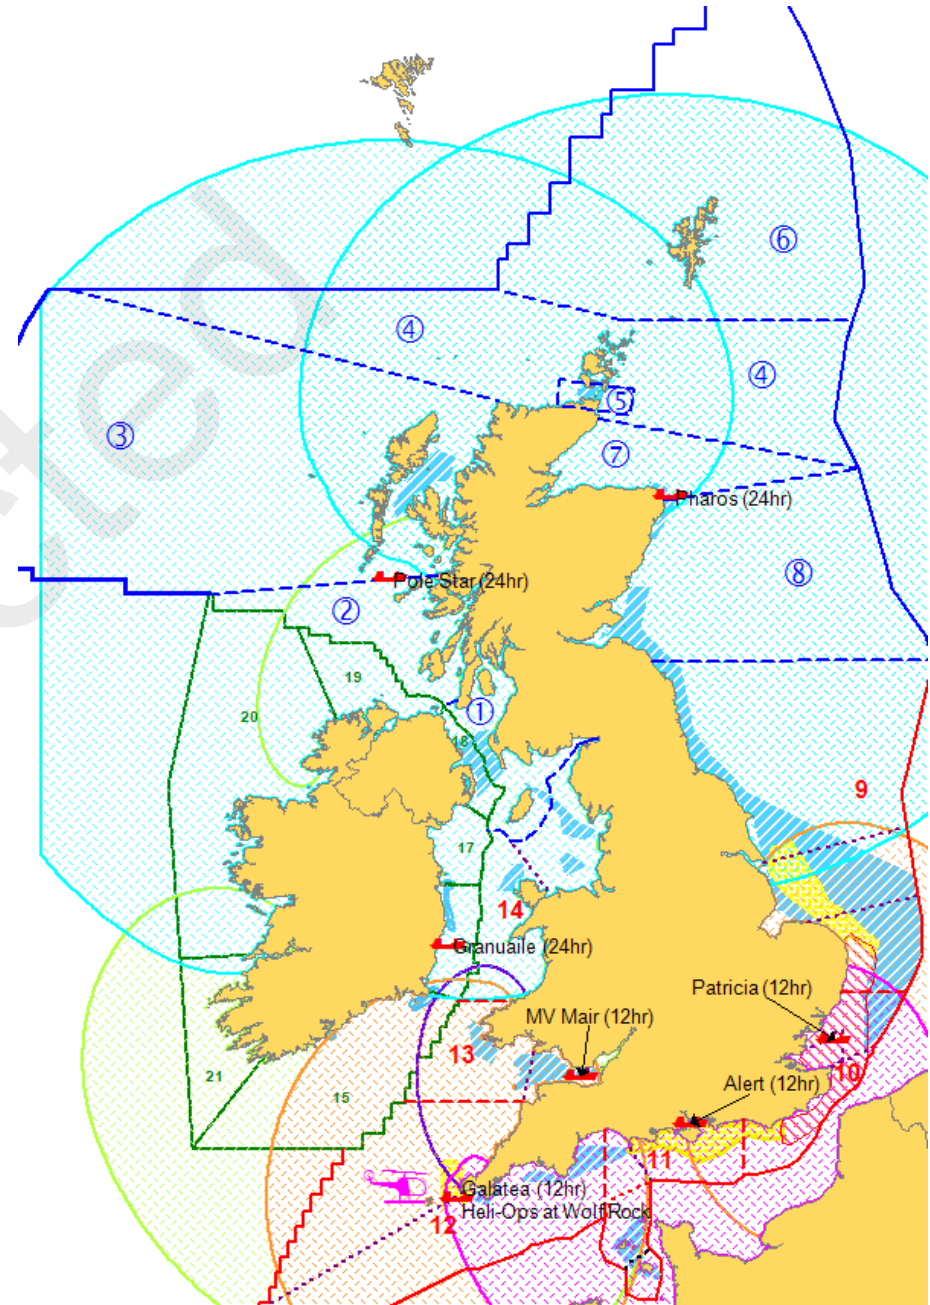 ⑥
④
④
③
⑤
⑦
Pharos (24hr)
Pole Star (24hr)
⑧
②
19
20
①
18
9
17
14
Granuaile (24hr)
Patricia (12hr)
MV Mair (12hr)
13
10
21
Alert (12hr)
15
11
Galatea (12hr)
Heli-Ops at Wolf Rock
12